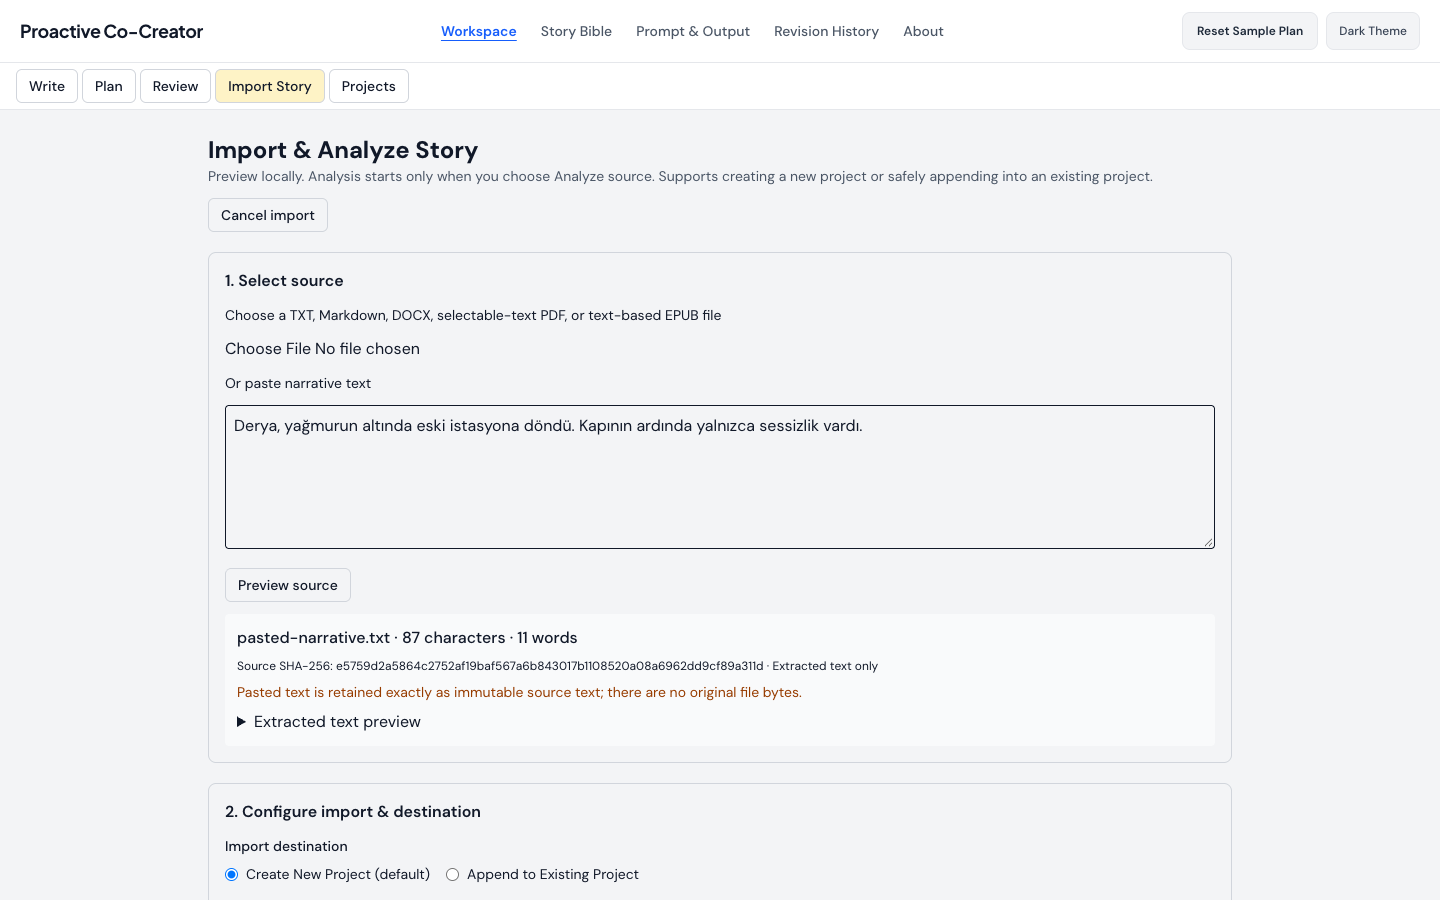 Proactive Co-Creator
Workspace
Story Bible
Prompt & Output
Revision History
About
Reset Sample Plan
Dark Theme
Write
Plan
Review
Import Story
Projects
Import & Analyze Story
Preview locally. Analysis starts only when you choose Analyze source. Supports creating a new project or safely appending into an existing project.
Cancel import
1. Select source
Choose a TXT, Markdown, DOCX, selectable-text PDF, or text-based EPUB file
Choose File No file chosen
Or paste narrative text
Derya, yağmurun altında eski istasyona döndü. Kapının ardında yalnızca sessizlik vardı.
Preview source
pasted-narrative.txt · 87 characters · 11 words
Source SHA-256: e5759d2a5864c2752af19baf567a6b843017b1108520a08a6962dd9cf89a311d · Extracted text only
Pasted text is retained exactly as immutable source text; there are no original file bytes.
Extracted text preview
2. Configure import & destination
Import destination
Create New Project (default)
Append to Existing Project